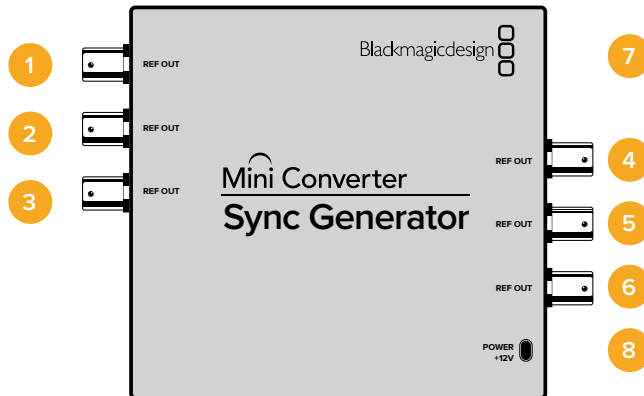 Blackmagicdesign
1
REF OUT
7
2
REF OUT
REF OUT
4
3
REF OUT
Mini Converter
Sync Generator
REF OUT
5
REF OUT
6
POWER
+12V
8